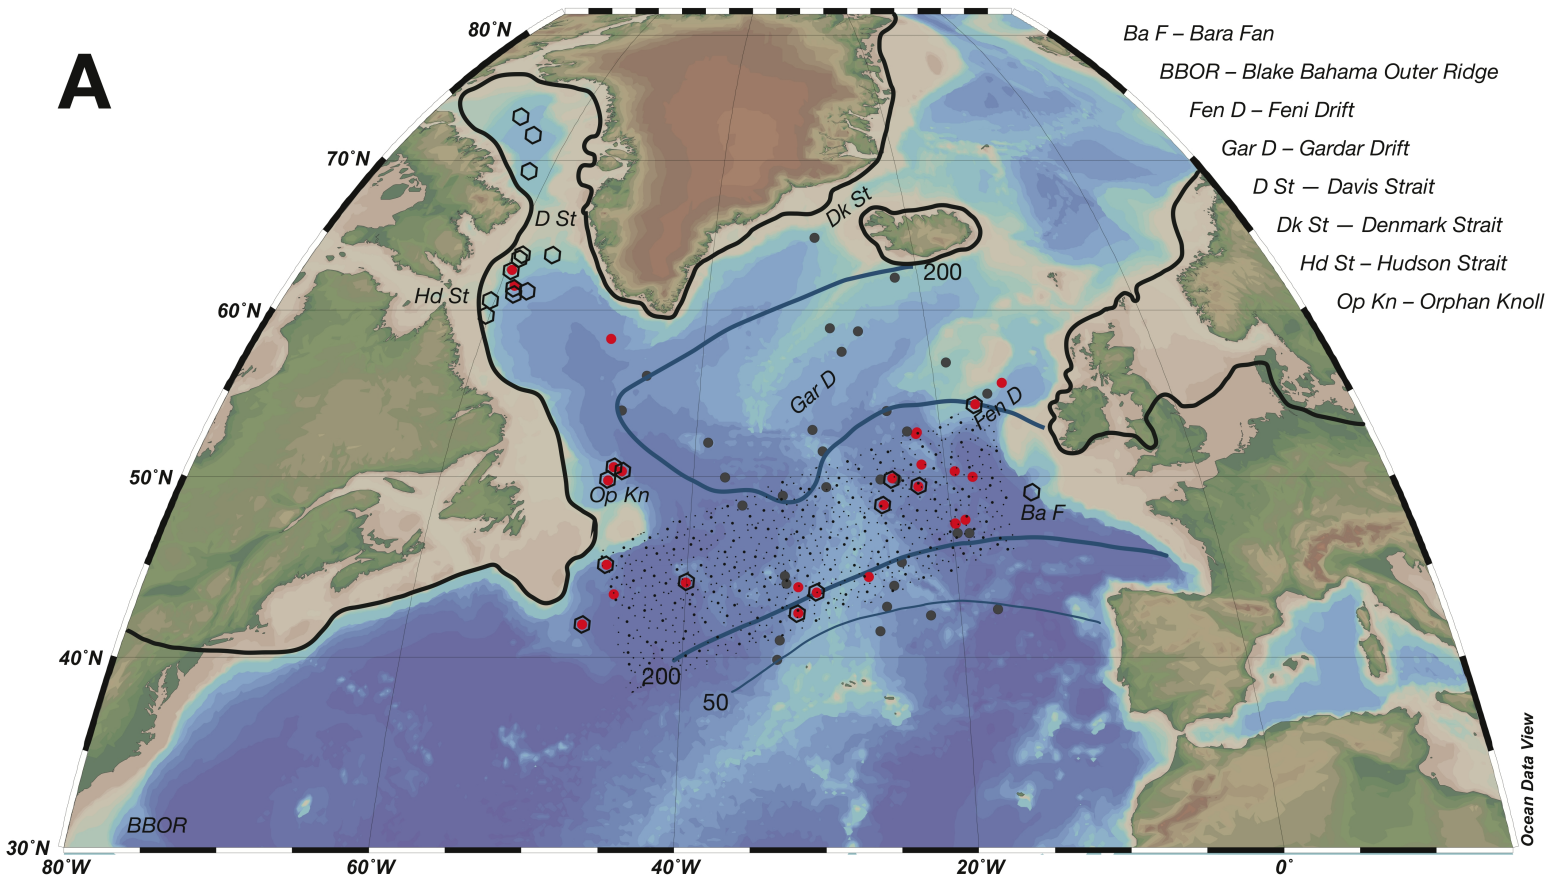 A
80°N
Ba F – Bara Fan
BBOR – Blake Bahama Outer Ridge
Fen D – Feni Drift
Gar D – Gardar Drift
70°N
D St — Davis Strait
Dk St
D St
Dk St — Denmark Strait
Hd St – Hudson Strait
200
Hd St
Op Kn – Orphan Knoll
60°N
Gar D
Fen D
50°N
Op Kn
Ba F
40°N
200
50
Ocean Data View
BBOR
30°N
80°W
60°W
40°W
20°W
0°